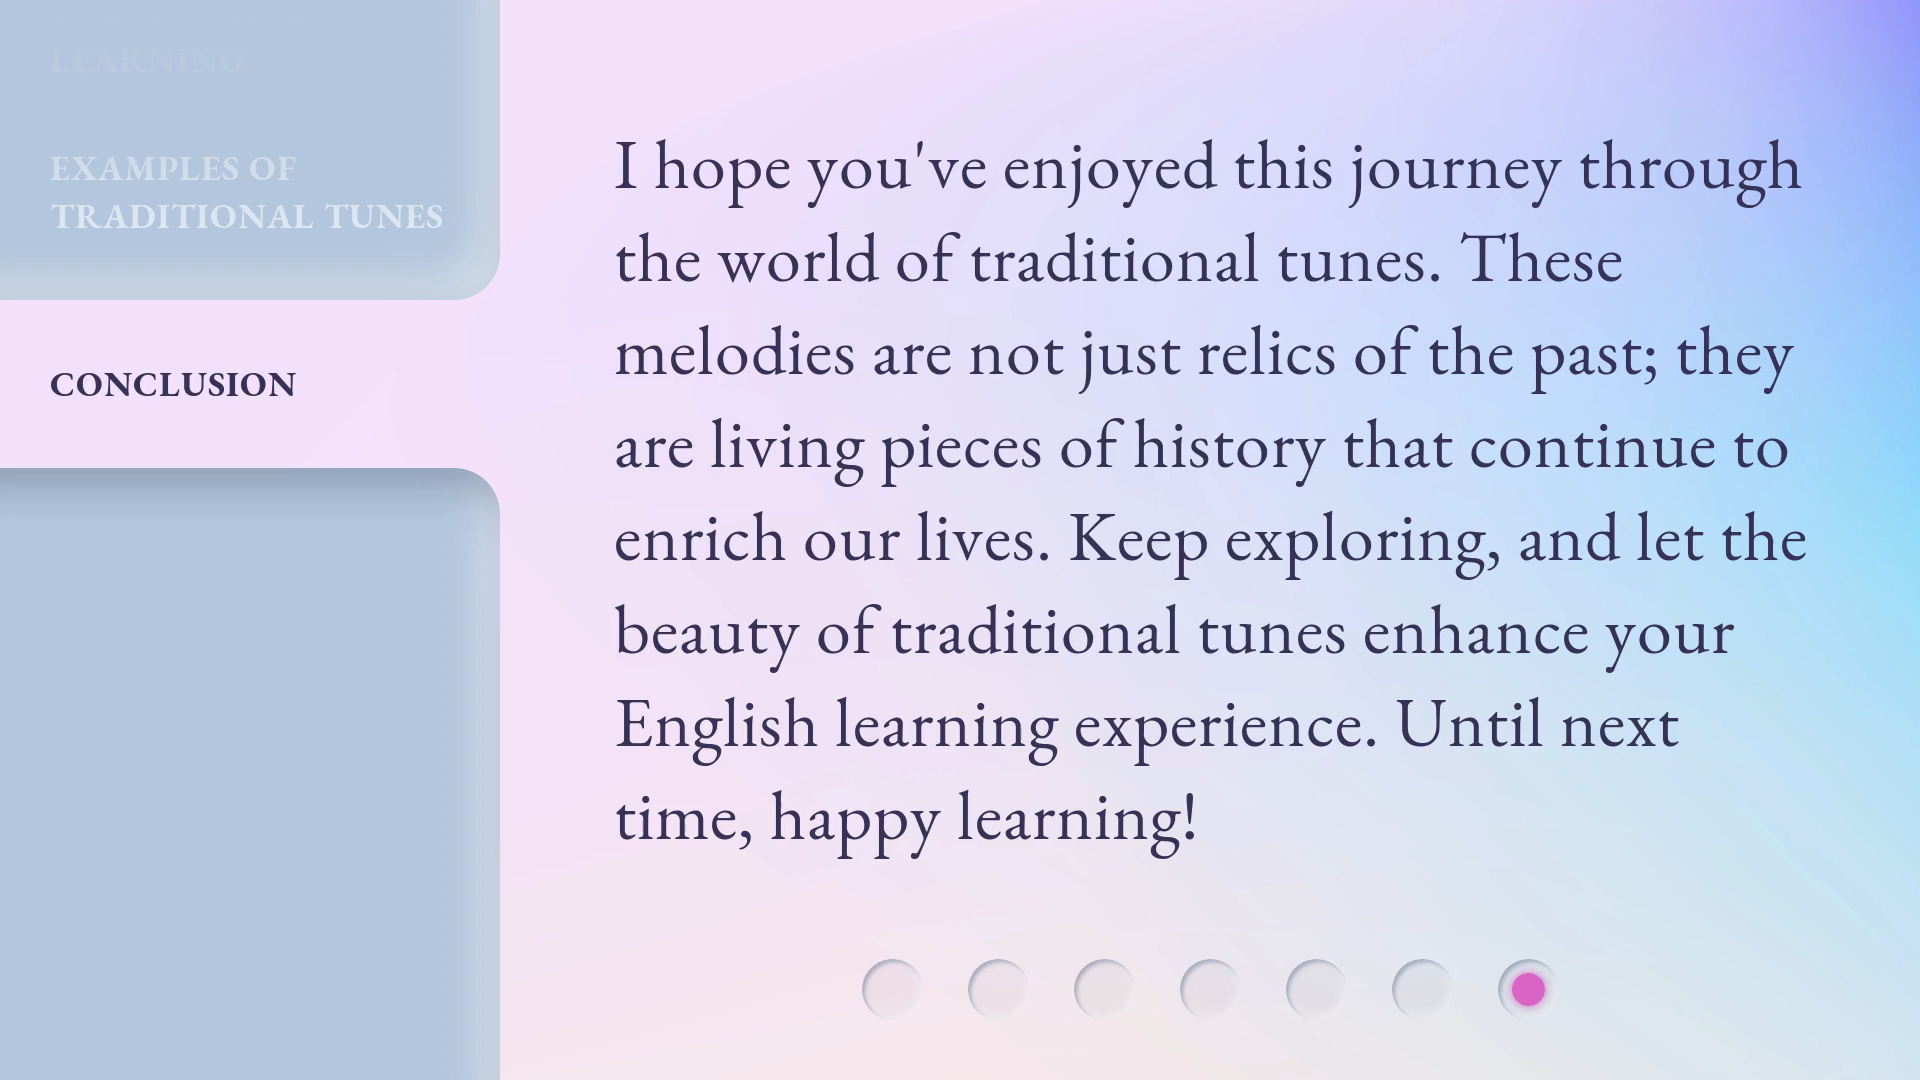 LEARNING
EXAMPLES OF
TRADITIONAL TUNES
CONCLUSION
I hope you've enjoyed this journey through
the world of traditional tunes. These
melodies are not just relics of the past; they
are living pieces of history that continue to
enrich our lives. Keep exploring, and let the
beauty of traditional tunes enhance your
English learning experience. Until next
time, happy learning!